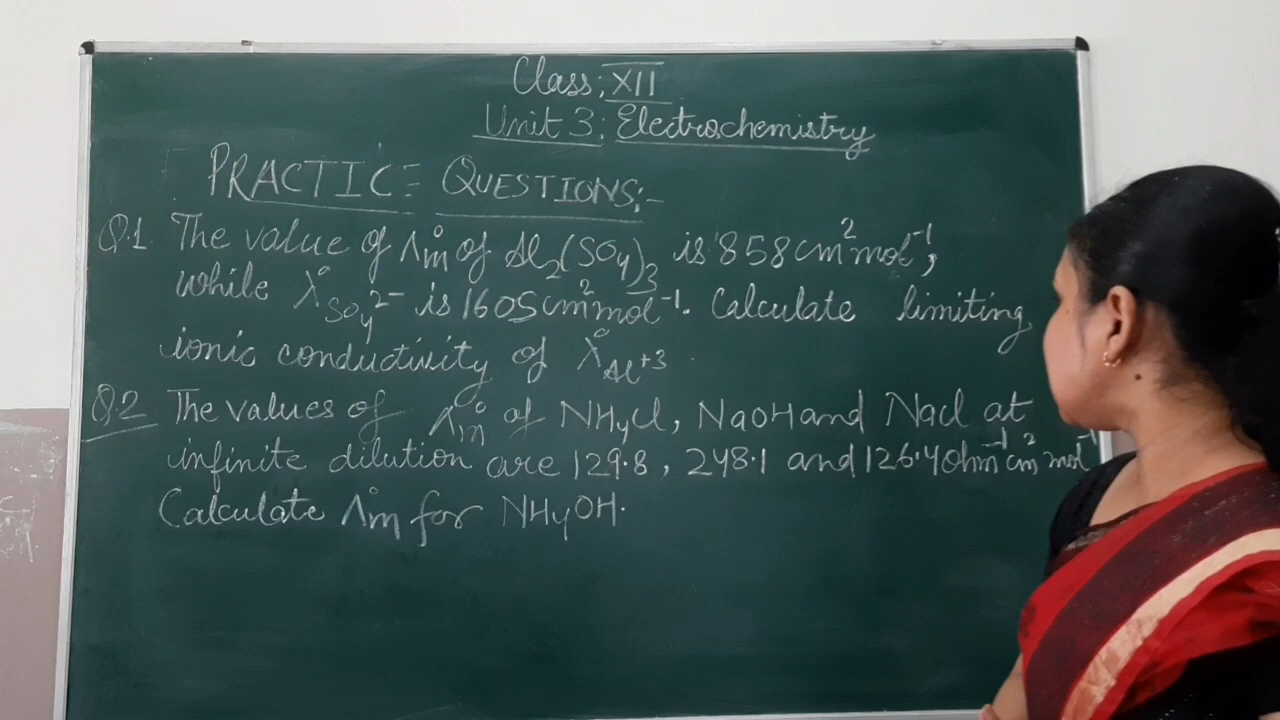 Class; XII
Unit 3: Electrochemistry
PRACTICE QUESTIONS:-
Q.1. The value of Λ°m of Al₂(SO₄)₃ is 858 cm² mol⁻¹,
while λ° SO₄²⁻ is 160 S cm² mol⁻¹. Calculate limiting
ionic conductivity of λ° Al⁺³.
Q.2 The values of Λ°m of NH₄Cl, NaOH and NaCl at
infinite dilution are 129.8, 248.1 and 126.4 Ohm⁻¹ cm² mol⁻¹
Calculate Λ°m for NH₄OH.